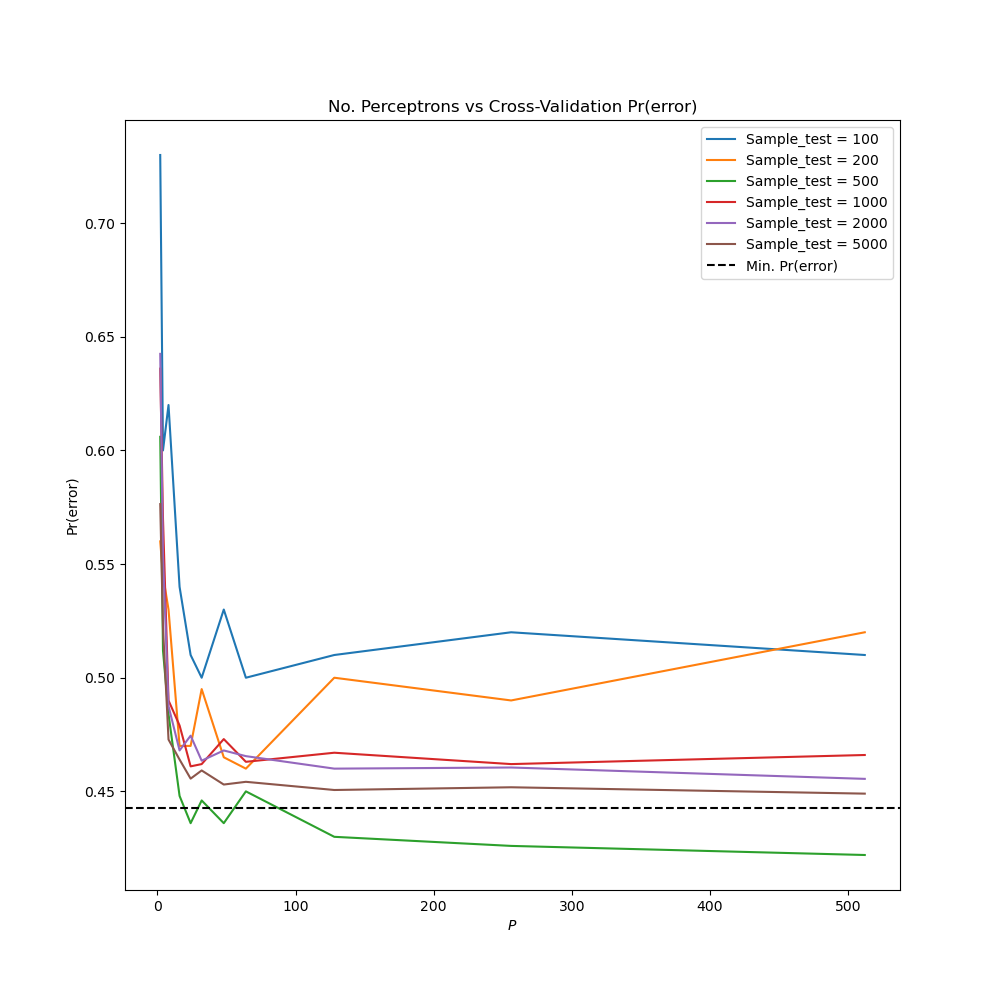 No. Perceptrons vs Cross-Validation Pr(error)
Sample_test = 100
Sample_test = 200
Sample_test = 500
Sample_test = 1000
Sample_test = 2000
Sample_test = 5000
Min. Pr(error)
0.70
0.65
0.60
0.55
0.50
0.45
Pr(error)
0
100
200
300
400
500
P